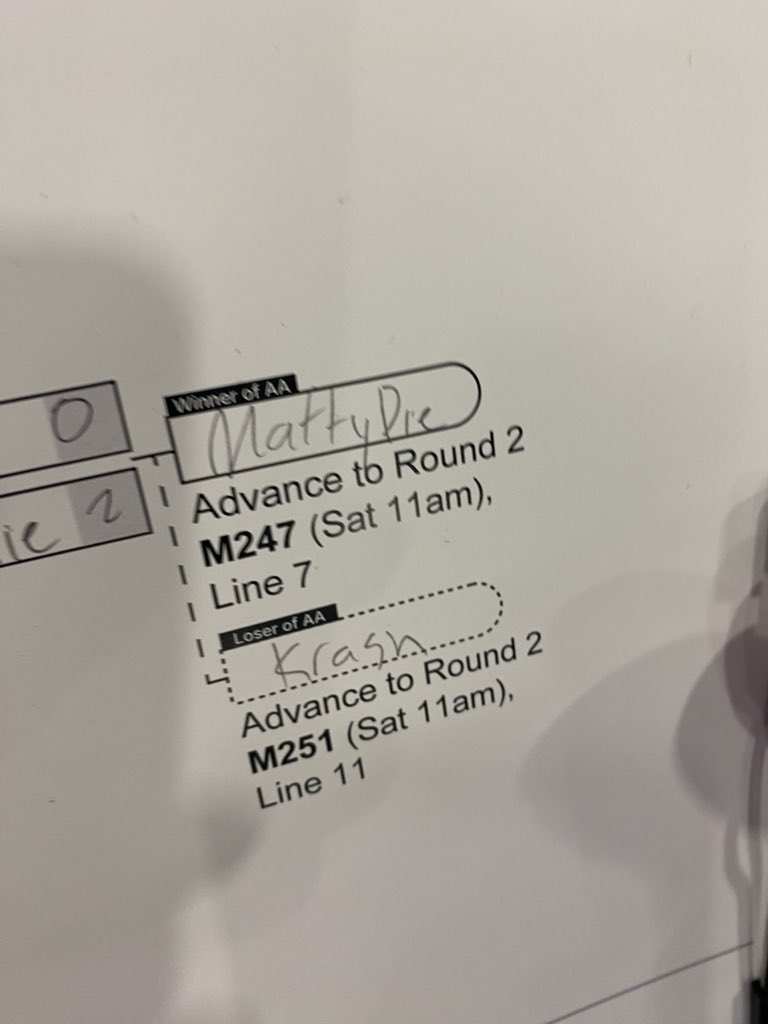 0
Winner of AA
MattyDie
ie 2
Advance to Round 2
M247 (Sat 11am),
Line 7
Loser of AA
Krash
Advance to Round 2
M251 (Sat 11am),
Line 11